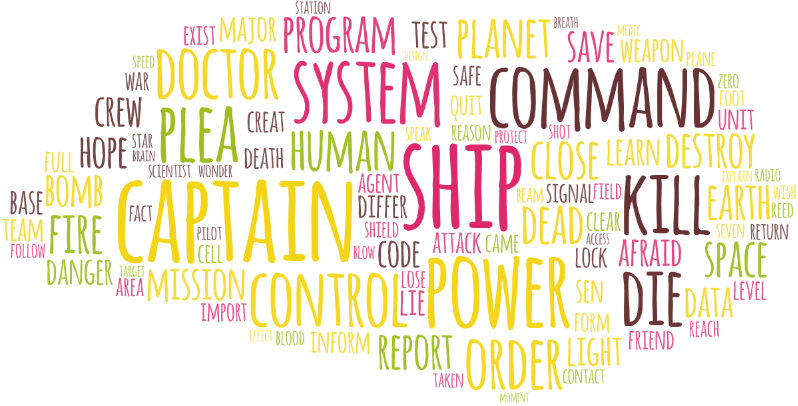 STATION
EXIST
MAJOR
PROGRAM
TEST
PLANET
BREATH
MEDIC
SPEED
DOCTOR
DESIGN
SAVE
WEAPON
PLANE
WAR
SYSTEM
SAFE
COMMAND
ZERO
CREW
QUIT
FOOT
STAR
PLEA
CREAT
SPEAK
REASON
PROTECT
SHOT
UNIT
HOPE
BRAIN
DEATH
HUMAN
SHIP
CLOSE
LEARN
DESTROY
FULL
SCIENTIST
WONDER
EXPLAIN
RADIO
BASE
BOMB
CAPTAIN
AGENT
BEAM
SIGNAL
FIELD
KILL
EARTH
WISH
FACT
DIFFER
REED
TEAM
FIRE
PILOT
SHIELD
DEAD
CLEAR
SEVEN
RETURN
FOLLOW
CELL
BLOW
CODE
ATTACK
CAME
ACCESS
DANGER
TARGET
LOCK
AFRAID
SPACE
AREA
MISSION
CONTROL
LOSE
POWER
SEN
DIE
DATA
LEVEL
IMPORT
LIE
FORM
REACH
EFFECT
BLOOD
INFORM
REPORT
ORDER
LIGHT
FRIEND
TAKEN
CONTACT
MOMENT